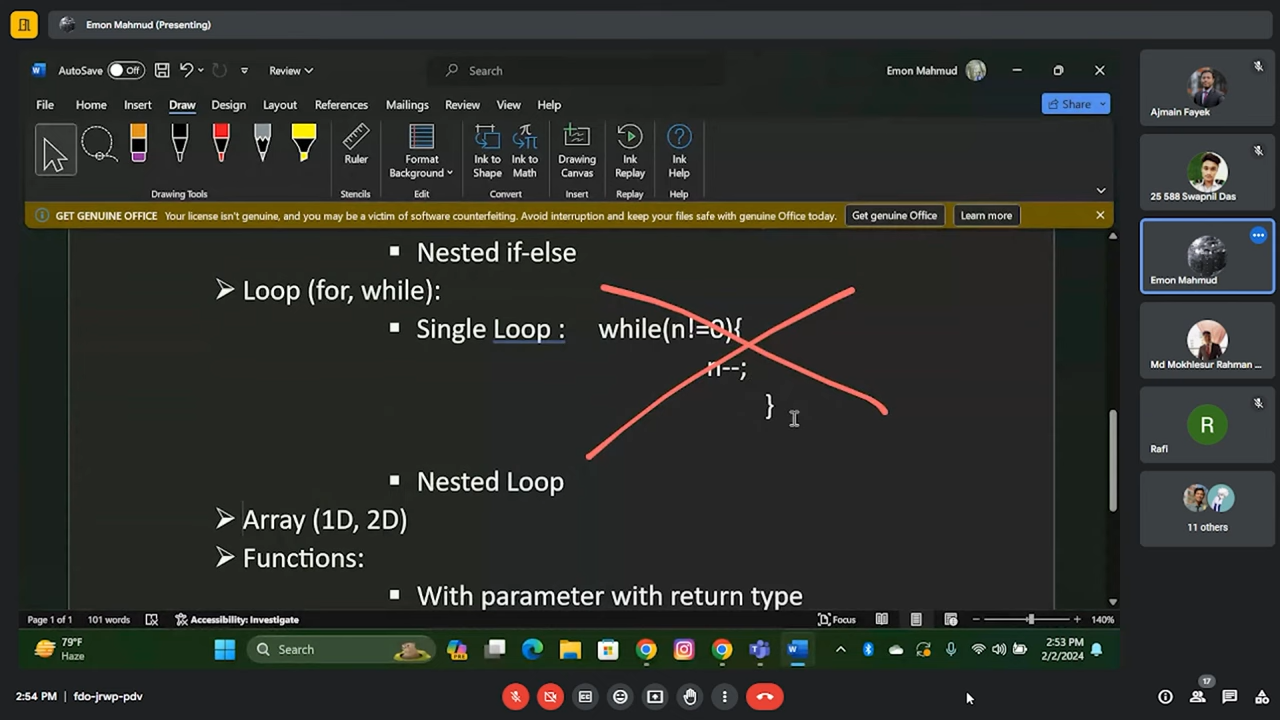 Emon Mahmud (Presenting)
AutoSave Off Review Search Emon Mahmud
File Home Insert Draw Design Layout References Mailings Review View Help Share
Ruler
Format Background
Ink to Shape
Ink to Math
Drawing Canvas
Ink Replay
Ink Help
Drawing Tools Stencils Edit Convert Insert Replay Help
GET GENUINE OFFICE Your license isn't genuine, and you may be a victim of software counterfeiting. Avoid interruption and keep your files safe with genuine Office today. Get genuine Office Learn more
▪ Nested if-else
➢ Loop (for, while):
▪ Single Loop : while(n!=0){
n--;
}
▪ Nested Loop
➢ Array (1D, 2D)
➢ Functions:
▪ With parameter with return type
Page 1 of 1 101 words Accessibility: Investigate Focus 140%
79°F
Haze
Search
2:53 PM
2/2/2024
Ajmain Fayek
25 588 Swapnil Das
Emon Mahmud
Md Mokhlesur Rahman ...
R
Rafi
11 others
2:54 PM | fdo-jrwp-pdv
17